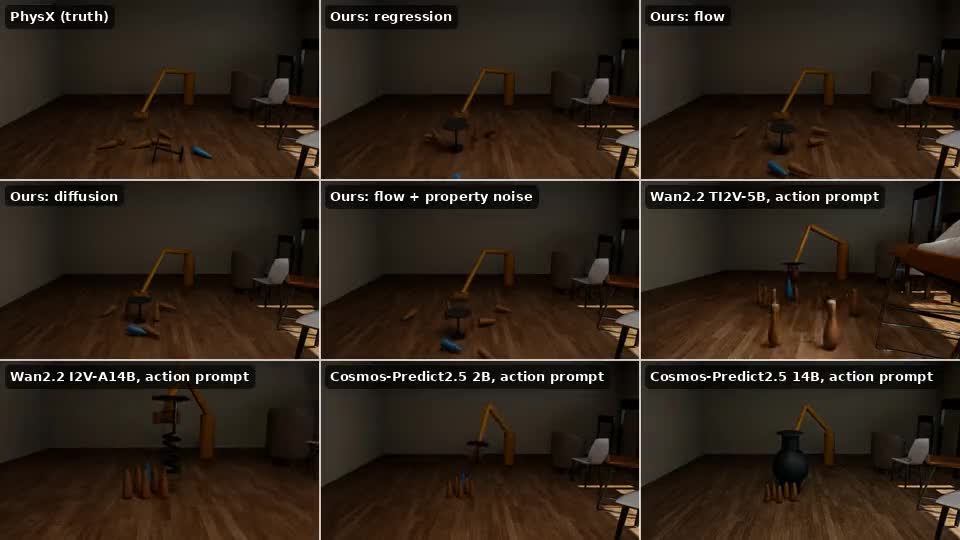 PhysX (truth)
Ours: regression
Ours: flow
Ours: diffusion
Ours: flow + property noise
Wan2.2 TI2V-5B, action prompt
Wan2.2 I2V-A14B, action prompt
Cosmos-Predict2.5 2B, action prompt
Cosmos-Predict2.5 14B, action prompt